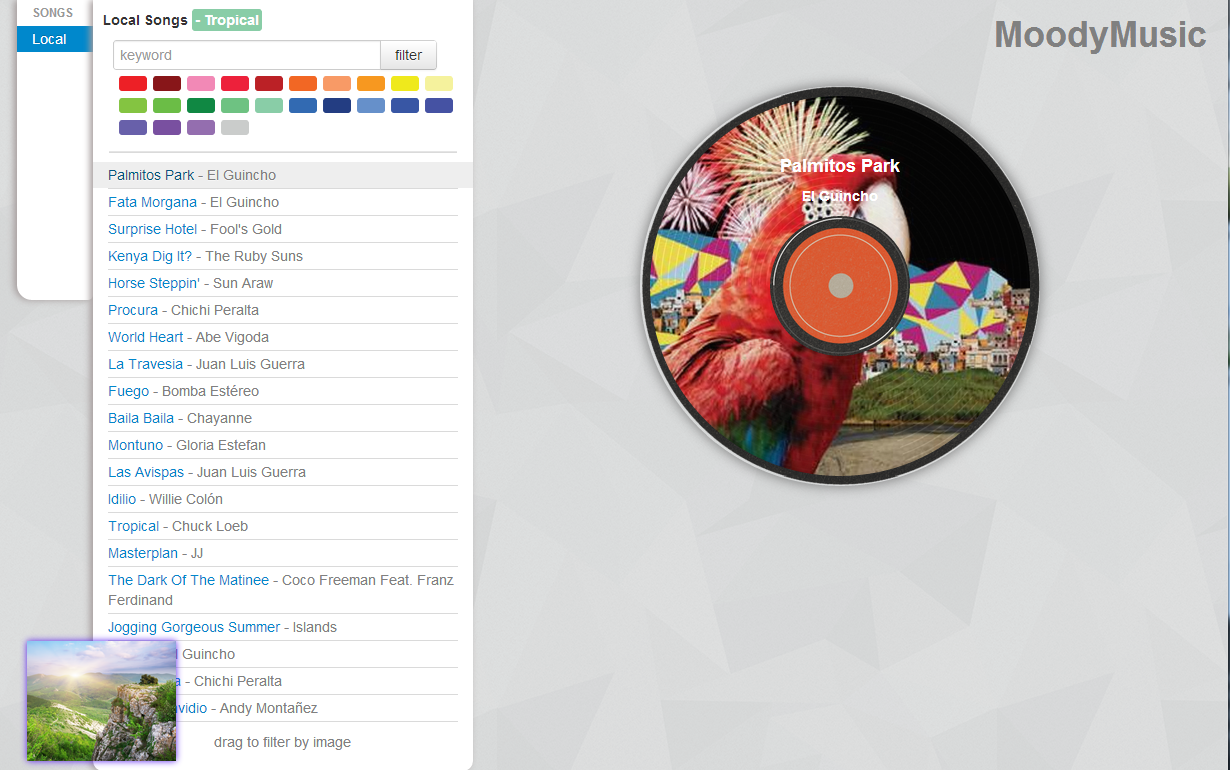 SONGS
Local
Local Songs - Tropical
keyword
filter
Palmitos Park - El Guincho
Fata Morgana - El Guincho
Surprise Hotel - Fool's Gold
Kenya Dig It? - The Ruby Suns
Horse Steppin' - Sun Araw
Procura - Chichi Peralta
World Heart - Abe Vigoda
La Travesia - Juan Luis Guerra
Fuego - Bomba Estéreo
Baila Baila - Chayanne
Montuno - Gloria Estefan
Las Avispas - Juan Luis Guerra
Idilio - Willie Colón
Tropical - Chuck Loeb
Masterplan - JJ
The Dark Of The Matinee - Coco Freeman Feat. Franz
Ferdinand
Jogging Gorgeous Summer - Islands
Guincho
- Chichi Peralta
- Andy Montañez
drag to filter by image
MoodyMusic
Palmitos Park
El Guincho